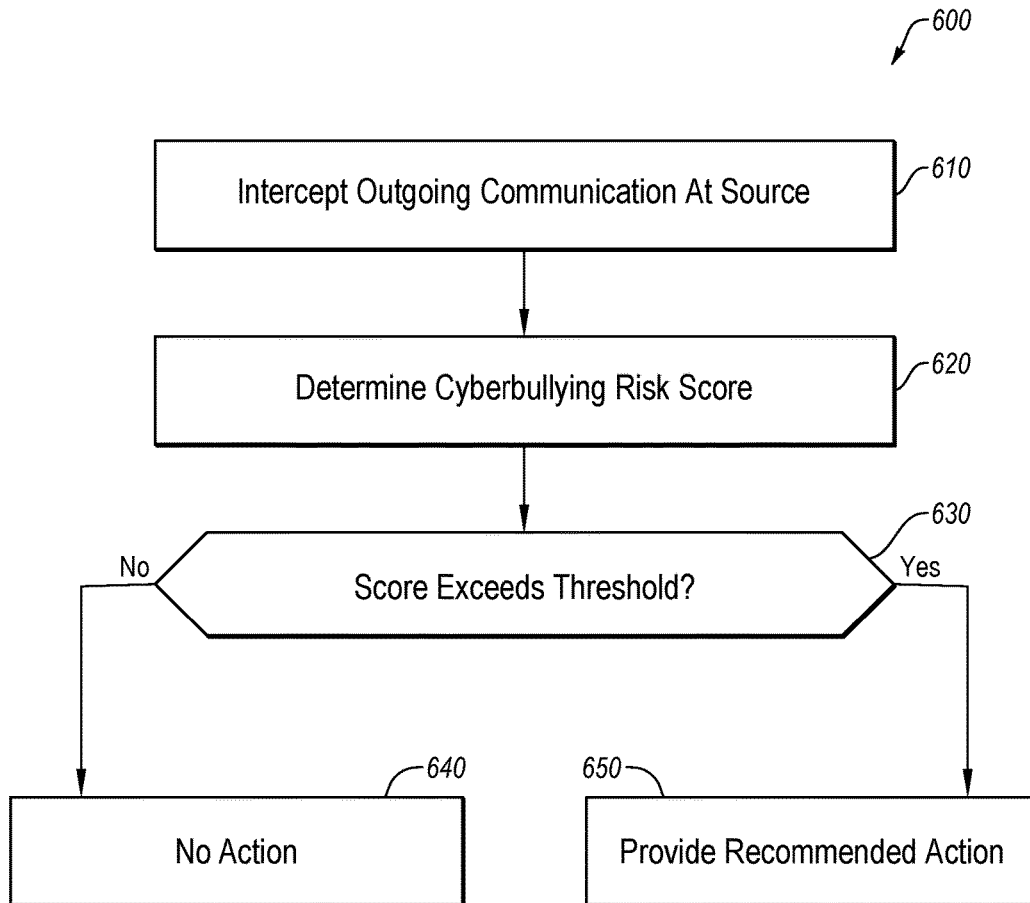 600
Intercept Outgoing Communication At Source
610
Determine Cyberbullying Risk Score
620
630
No
Score Exceeds Threshold?
Yes
640
650
No Action
Provide Recommended Action